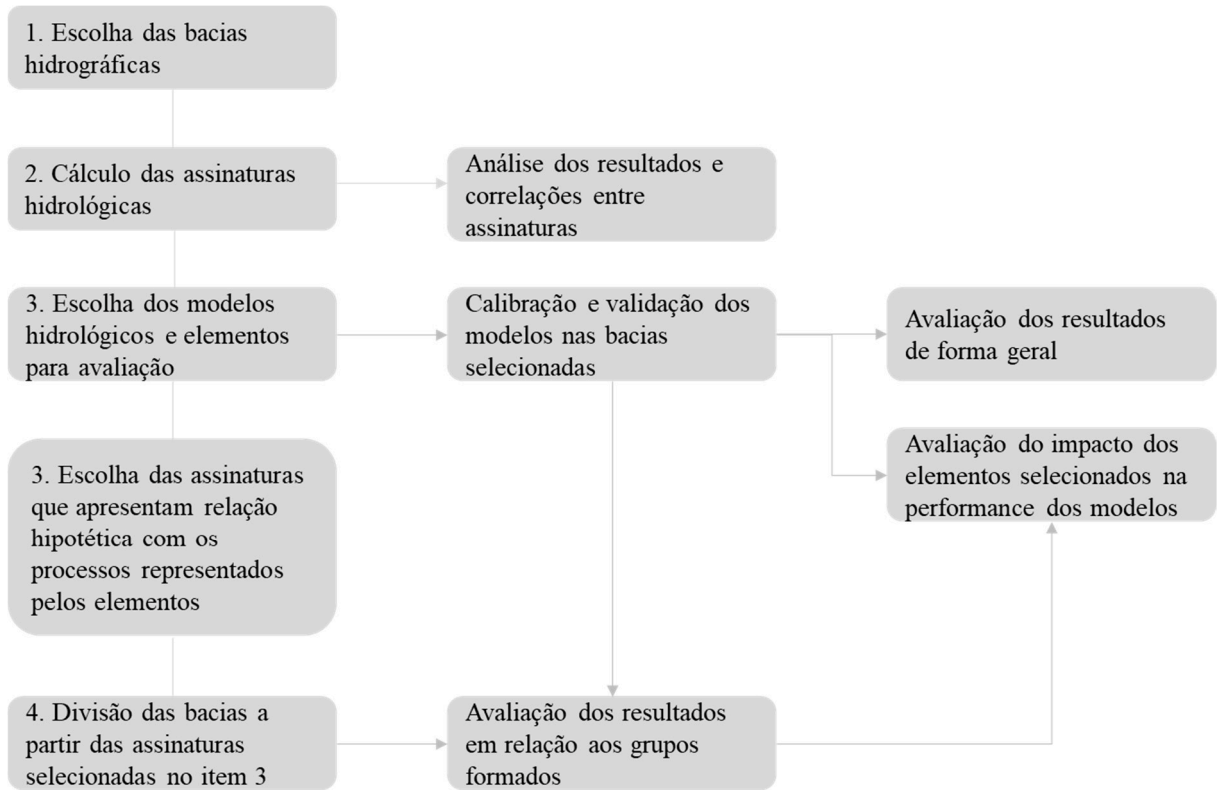 1. Escolha das bacias
hidrográficas
2. Cálculo das assinaturas
hidrológicas
Análise dos resultados e
correlações entre
assinaturas
3. Escolha dos modelos
hidrológicos e elementos
para avaliação
Calibração e validação dos
modelos nas bacias
selecionadas
Avaliação dos resultados
de forma geral
Avaliação do impacto dos
elementos selecionados na
performance dos modelos
3. Escolha das assinaturas
que apresentam relação
hipotética com os
processos representados
pelos elementos
4. Divisão das bacias a
partir das assinaturas
selecionadas no item 3
Avaliação dos resultados
em relação aos grupos
formados